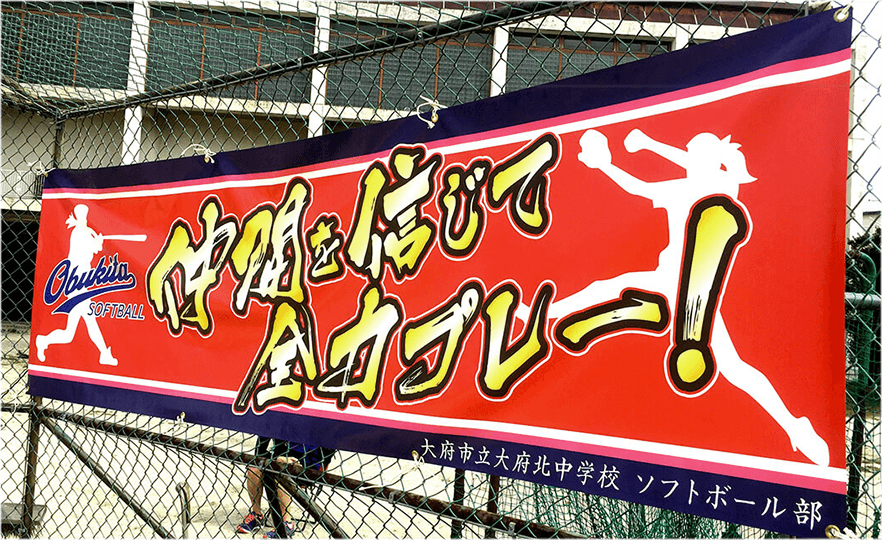 仲間を信じて
全力プレー!
Obukita
SOFTBALL
大府市立大府北中学校 ソフトボール部